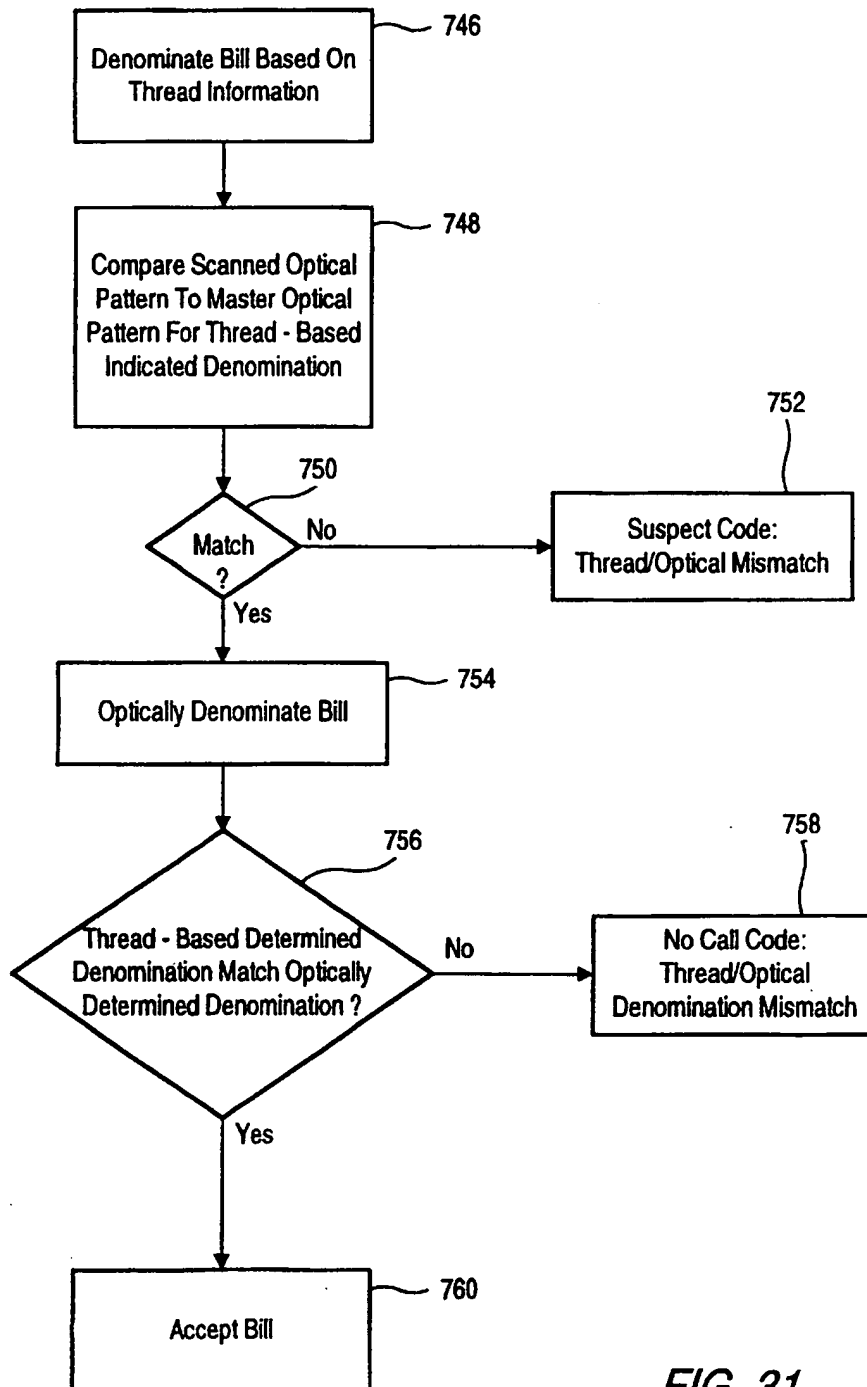 746
Denominate Bill Based On
Thread Information
748
Compare Scanned Optical
Pattern To Master Optical
Pattern For Thread - Based
Indicated Denomination
750
Match
?
No
Yes
752
Suspect Code:
Thread/Optical Mismatch
754
Optically Denominate Bill
756
Thread - Based Determined
Denomination Match Optically
Determined Denomination ?
No
Yes
758
No Call Code:
Thread/Optical
Denomination Mismatch
760
Accept Bill
FIG. 31